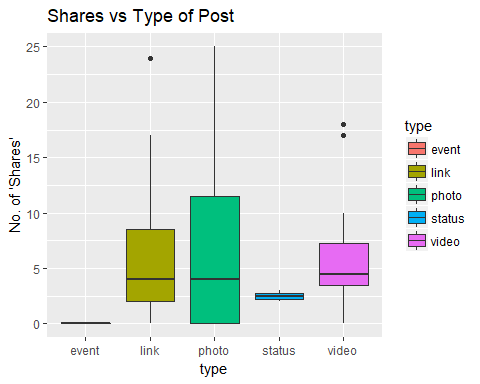 Shares vs Type of Post
No. of 'Shares'
25
20
15
10
5
0
event link photo status video
type
type
event
link
photo
status
video